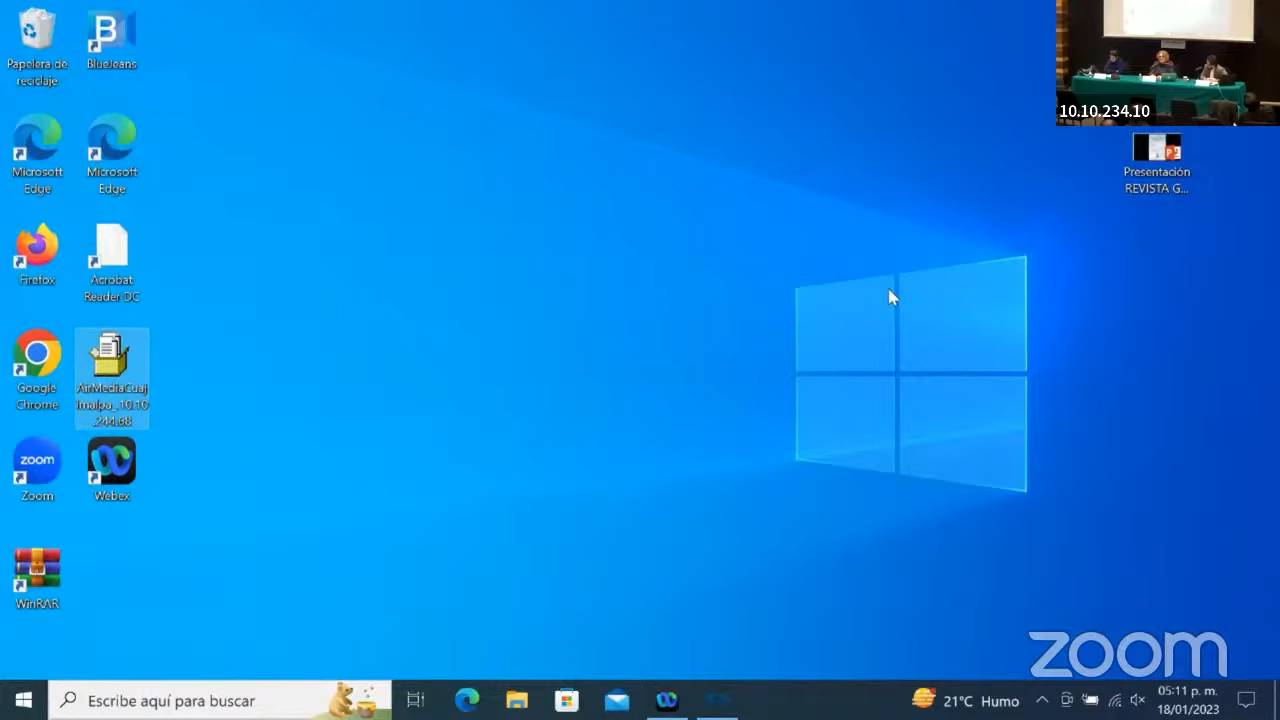 Papelera de
reciclaje
BlueJeans
Microsoft
Edge
Microsoft
Edge
Firefox
Acrobat
Reader DC
Google
Chrome
AirMediaCuaj
imalpa_.10.10
.244.68
Zoom
Webex
WinRAR
10.10.234.10
Presentación
REVISTA G...
zoom
Escribe aquí para buscar
21°C Humo
05:11 p. m.
18/01/2023